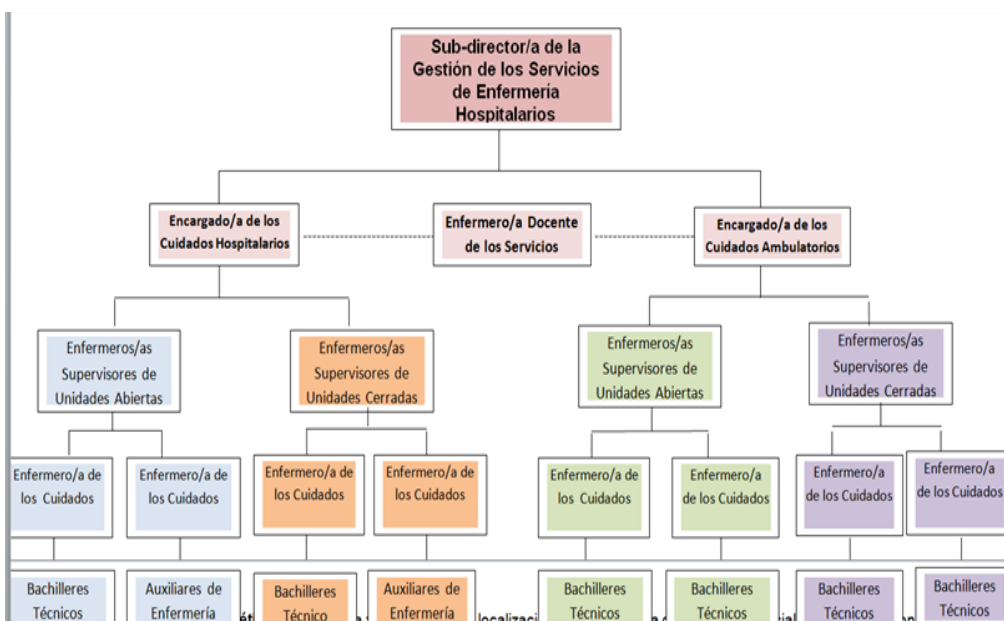 Sub-director/a de la
Gestión de los Servicios
de Enfermería
Hospitalarios
Encargado/a de los
Cuidados Hospitalarios
Enfermero/a Docente
de los Servicios
Encargado/a de los
Cuidados Ambulatorios
Enfermeros/as
Supervisores de
Unidades Abiertas
Enfermeros/as
Supervisores de
Unidades Cerradas
Enfermeros/as
Supervisores de
Unidades Abiertas
Enfermeros/as
Supervisores de
Unidades Cerradas
Enfermero/a de
los Cuidados
Enfermero/a de
los Cuidados
Enfermero/a de
los Cuidados
Enfermero/a de
los Cuidados
Enfermero/a de
los Cuidados
Enfermero/a
de los Cuidados
Enfermero/a
de los Cuidados
Enfermero/a
de los Cuidados
Bachilleres
Técnicos
Auxiliares de
Enfermería
Bachilleres
Técnico
Auxiliares de
Enfermería
Bachilleres
Técnicos
Bachilleres
Técnicos
Bachilleres
Técnicos
Bachilleres
Técnicos